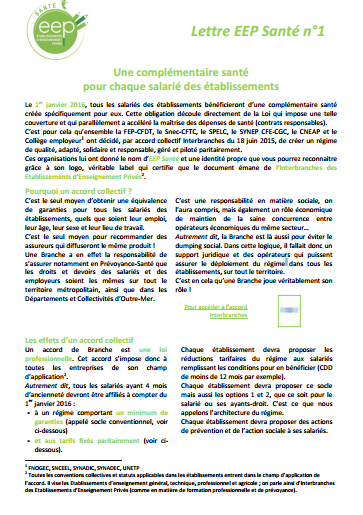 SANTÉ
eep
ÉTABLISSEMENTS
D'ENSEIGNEMENT
PRIVÉS
Lettre EEP Santé n°1
Une complémentaire santé
pour chaque salarié des établissements
Le 1er janvier 2016, tous les salariés des établissements bénéficieront d'une complémentaire santé
créée spécifiquement pour eux. Cette obligation découle directement de la Loi qui impose une telle
couverture et qui parallèlement a accéléré la maîtrise des dépenses de santé (contrats responsables).
C'est pour cela qu'ensemble la FEP-CFDT, le Snec-CFTC, le SPELC, le SYNEP CFE-CGC, le CNEAP et le
Collège employeur1 ont décidé, par accord collectif Interbranches du 18 juin 2015, de créer un régime
de qualité, adapté, solidaire et responsable, géré et piloté paritairement.
Ces organisations lui ont donné le nom d'EEP Santé et une identité propre que vous pourrez reconnaître
grâce à son logo, véritable label qui certifie que le document émane de l'Interbranches des
Etablissements d'Enseignement Privés2.
Pourquoi un accord collectif ?
C'est le seul moyen d'obtenir une équivalence
de garanties pour tous les salariés des
établissements, quels que soient leur emploi,
leur âge, leur sexe et leur lieu de travail.
C'est le seul moyen pour recommander des
assureurs qui diffuseront le même produit !
Une Branche a en effet la responsabilité de
s'assurer notamment en Prévoyance-Santé que
les droits et devoirs des salariés et des
employeurs soient les mêmes sur tout le
territoire métropolitain, ainsi que dans les
Départements et Collectivités d'Outre-Mer.
C'est une responsabilité en matière sociale, on
l'aura compris, mais également un rôle économique
de maintien de la saine concurrence entre
opérateurs économiques du même secteur...
Autrement dit, la Branche est là aussi pour éviter le
dumping social. Dans cette logique, il fallait donc un
support juridique et des opérateurs qui puissent
assurer le déploiement du régime dans tous les
établissements, sur tout le territoire.
C'est en cela qu'une Branche joue véritablement son
rôle !
Pour accéder à l'accord
Interbranches
Les effets d'un accord collectif
Un accord de Branche est une loi
professionnelle. Cet accord s'impose donc à
toutes les entreprises de son champ
d'application2.
Autrement dit, tous les salariés ayant 4 mois
d'ancienneté devront être affiliés à compter du
1er janvier 2016 :
• à un régime comportant un minimum de
garanties (appelé socle conventionnel, voir
ci-dessous)
• et aux tarifs fixés paritairement (voir ci-
dessous).
Chaque établissement devra proposer les
réductions tarifaires du régime aux salariés
remplissant les conditions pour en bénéficier (CDD
de moins de 12 mois par exemple).
Chaque établissement devra proposer ce socle
mais aussi les options 1 et 2, que ce soit pour le
salarié ou ses ayants-droit. C'est ce que nous
appelons l'architecture du régime.
Chaque établissement devra proposer des actions
de prévention et de l'action sociale à ses salariés.
1 FNOGEC, SNCEEL, SYNADIC, SYNADEC, UNETP
2 Toutes les conventions collectives et statuts applicables dans les établissements entrent dans le champ d'application de
l'accord. Il vise les Etablissements d'enseignement général, technique, professionnel et agricole ; on parle ainsi d'Interbranches
des Etablissements d'Enseignement Privés (comme en matière de formation professionnelle et de prévoyance).